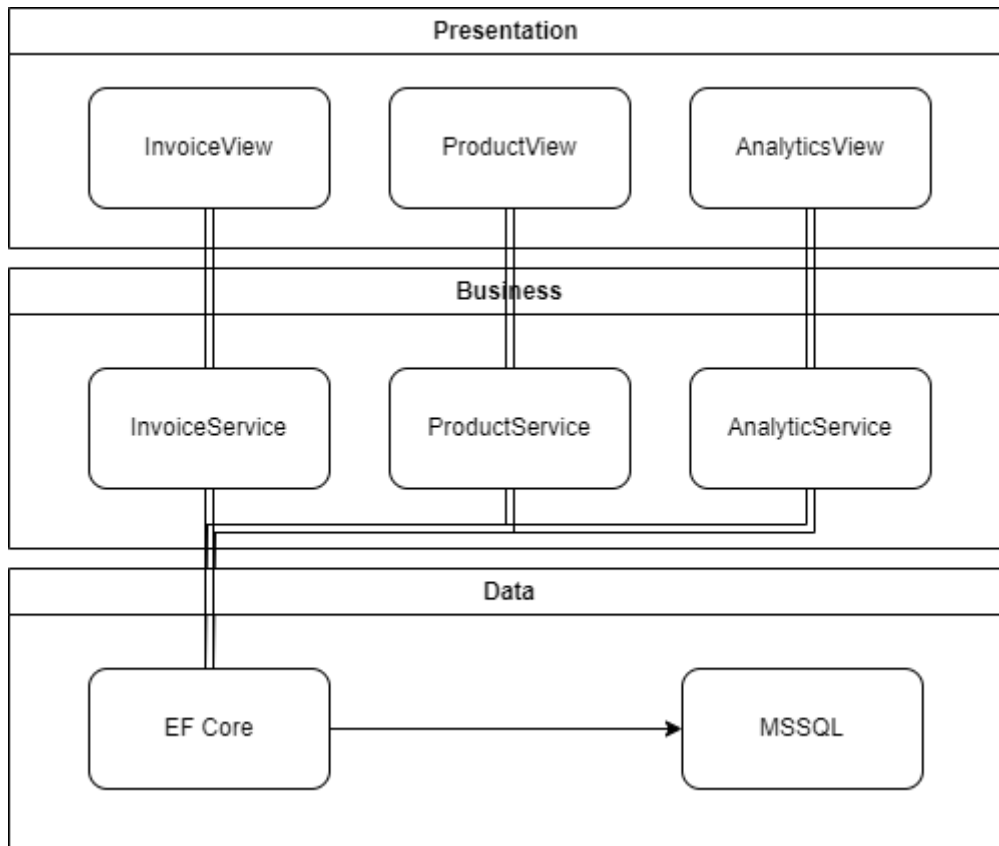 Presentation
InvoiceView
ProductView
AnalyticsView
Business
InvoiceService
ProductService
AnalyticService
Data
EF Core
MSSQL